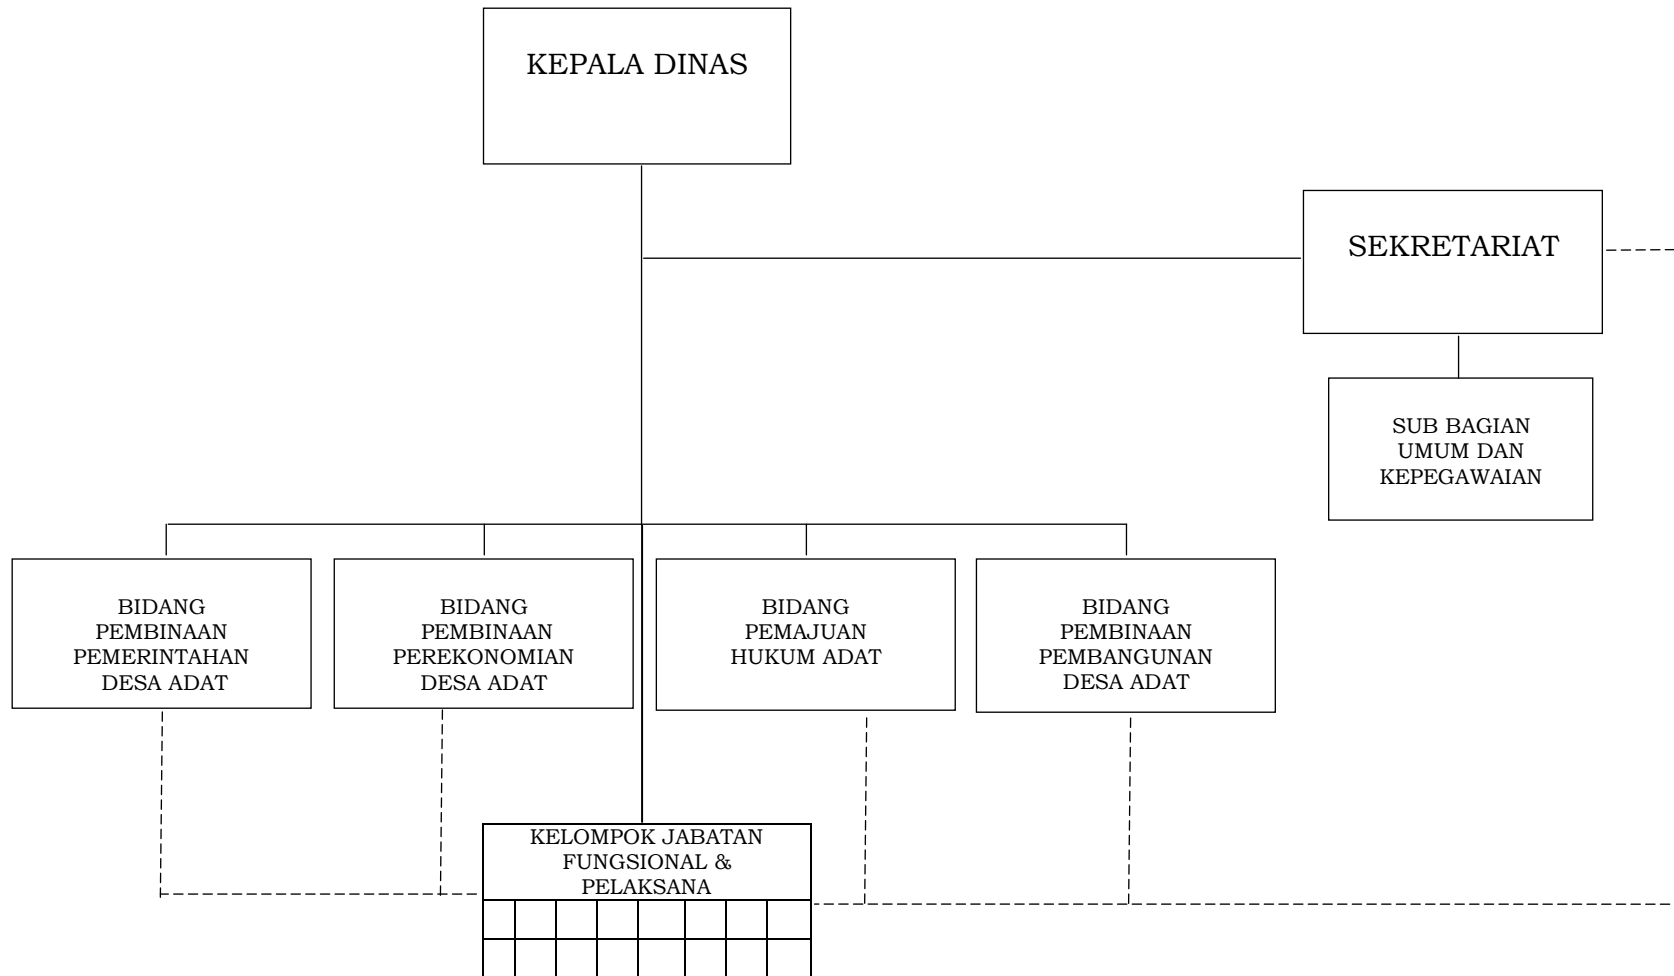 KEPALA DINAS
SEKRETARIAT
SUB BAGIAN
UMUM DAN
KEPEGAWAIAN
BIDANG
PEMBINAAN
PEMERINTAHAN
DESA ADAT
BIDANG
PEMBINAAN
PEREKONOMIAN
DESA ADAT
BIDANG
PEMAJUAN
HUKUM ADAT
BIDANG
PEMBINAAN
PEMBANGUNAN
DESA ADAT
KELOMPOK JABATAN
FUNGSIONAL &
PELAKSANA